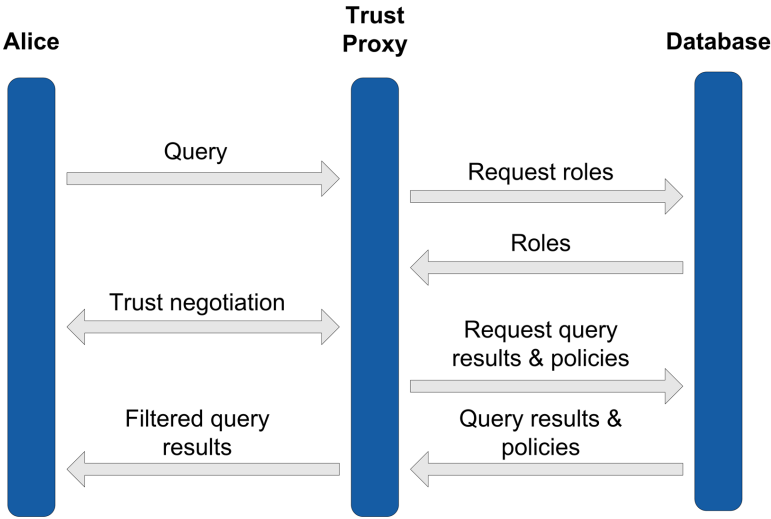 Alice
Trust
Proxy
Database
Query
Request roles
Roles
Trust negotiation
Request query
results & policies
Filtered query
results
Query results &
policies